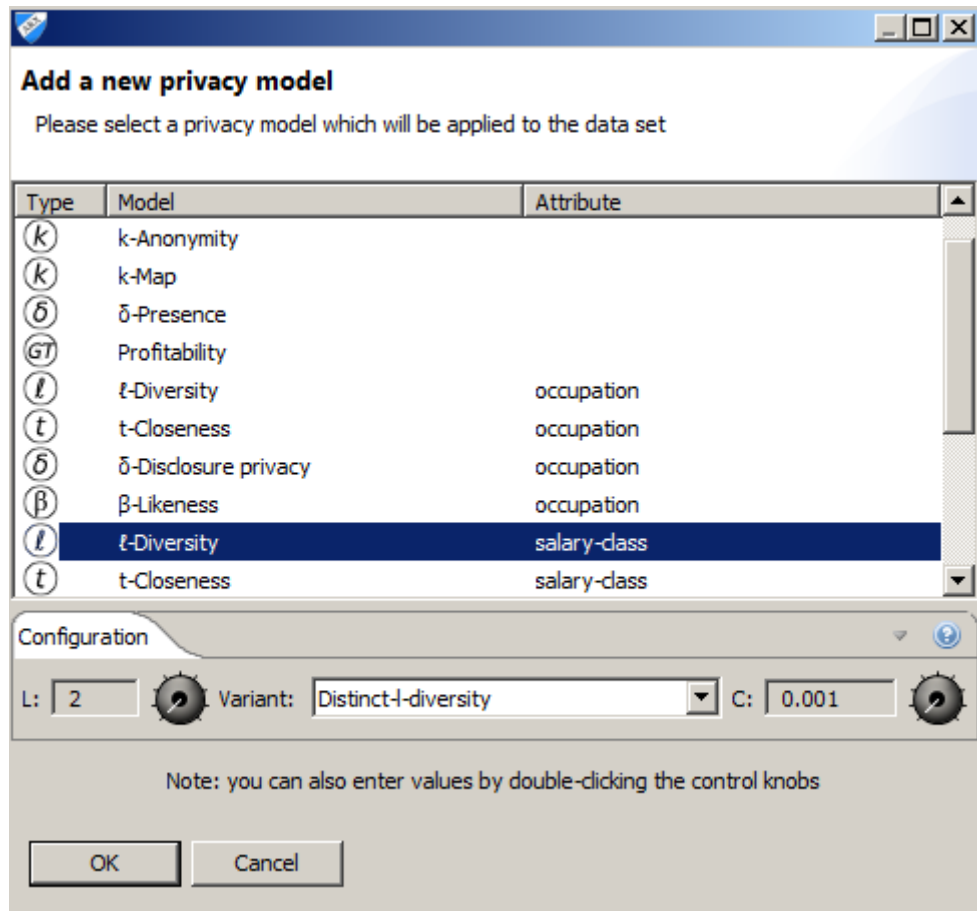 ARX
Add a new privacy model
Please select a privacy model which will be applied to the data set
Type Model Attribute
k k-Anonymity
k k-Map
δ δ-Presence
GT Profitability
ℓ ℓ-Diversity occupation
t t-Closeness occupation
δ δ-Disclosure privacy occupation
β β-Likeness occupation
ℓ ℓ-Diversity salary-class
t t-Closeness salary-class
Configuration ?
L: 2 Variant: Distinct-l-diversity C: 0.001
Note: you can also enter values by double-clicking the control knobs
OK Cancel